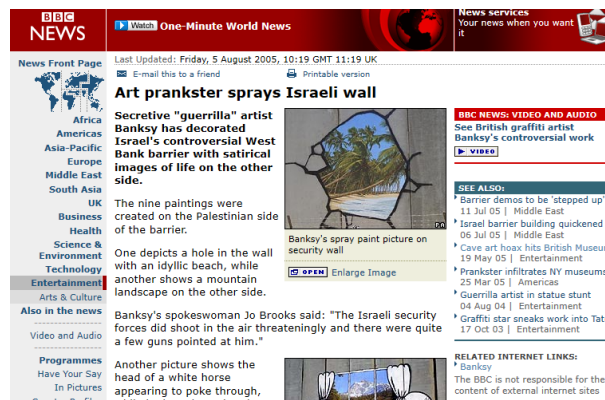 BBC
NEWS
Watch One-Minute World News
News services
Your news when you want
it
News Front Page
Africa
Americas
Asia-Pacific
Europe
Middle East
South Asia
UK
Business
Health
Science &
Environment
Technology
Entertainment
Arts & Culture
Also in the news
Video and Audio
Programmes
Have Your Say
In Pictures
Last Updated: Friday, 5 August 2005, 10:19 GMT 11:19 UK
E-mail this to a friend
Printable version
Art prankster sprays Israeli wall
Secretive "guerrilla" artist
Banksy has decorated
Israel's controversial West
Bank barrier with satirical
images of life on the other
side.
The nine paintings were
created on the Palestinian side
of the barrier.
One depicts a hole in the wall
with an idyllic beach, while
another shows a mountain
landscape on the other side.
PA
Banksy's spray paint picture on
security wall
OPEN Enlarge Image
Banksy's spokeswoman Jo Brooks said: "The Israeli security
forces did shoot in the air threateningly and there were quite
a few guns pointed at him."
Another picture shows the
head of a white horse
appearing to poke through,
BBC NEWS: VIDEO AND AUDIO
See British graffiti artist
Banksy's controversial work
VIDEO
SEE ALSO:
Barrier demos to be 'stepped up'
11 Jul 05 | Middle East
Israel barrier building quickened
06 Jul 05 | Middle East
Cave art hoax hits British Museu
19 May 05 | Entertainment
Prankster infiltrates NY museums
25 Mar 05 | Americas
Guerrilla artist in statue stunt
04 Aug 04 | Entertainment
Graffiti star sneaks work into Tat
17 Oct 03 | Entertainment
RELATED INTERNET LINKS:
Banksy
The BBC is not responsible for the
content of external internet sites